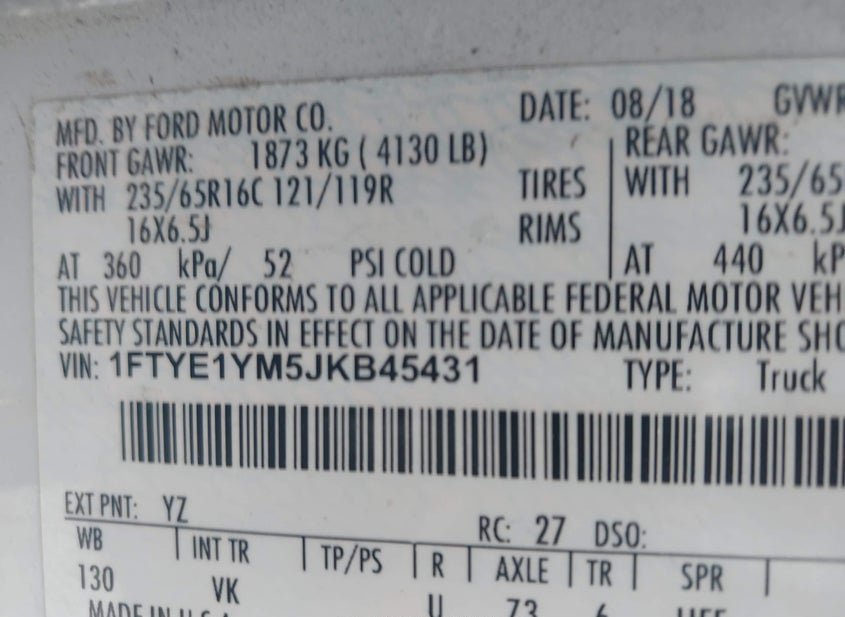 MFD. BY FORD MOTOR CO. DATE: 08/18 GVWR
FRONT GAWR: 1873 KG ( 4130 LB) REAR GAWR:
WITH 235/65R16C 121/119R TIRES WITH 235/65
16X6.5J RIMS 16X6.5J
AT 360 kPa/ 52 PSI COLD AT 440 kP
THIS VEHICLE CONFORMS TO ALL APPLICABLE FEDERAL MOTOR VEH
SAFETY STANDARDS IN EFFECT ON THE DATE OF MANUFACTURE SHO
VIN: 1FTYE1YM5JKB45431 TYPE: Truck
EXT PNT: YZ RC: 27 DSO:
WB INT TR TP/PS R AXLE TR SPR
130 VK U 73 6
MADE IN U.S.A.